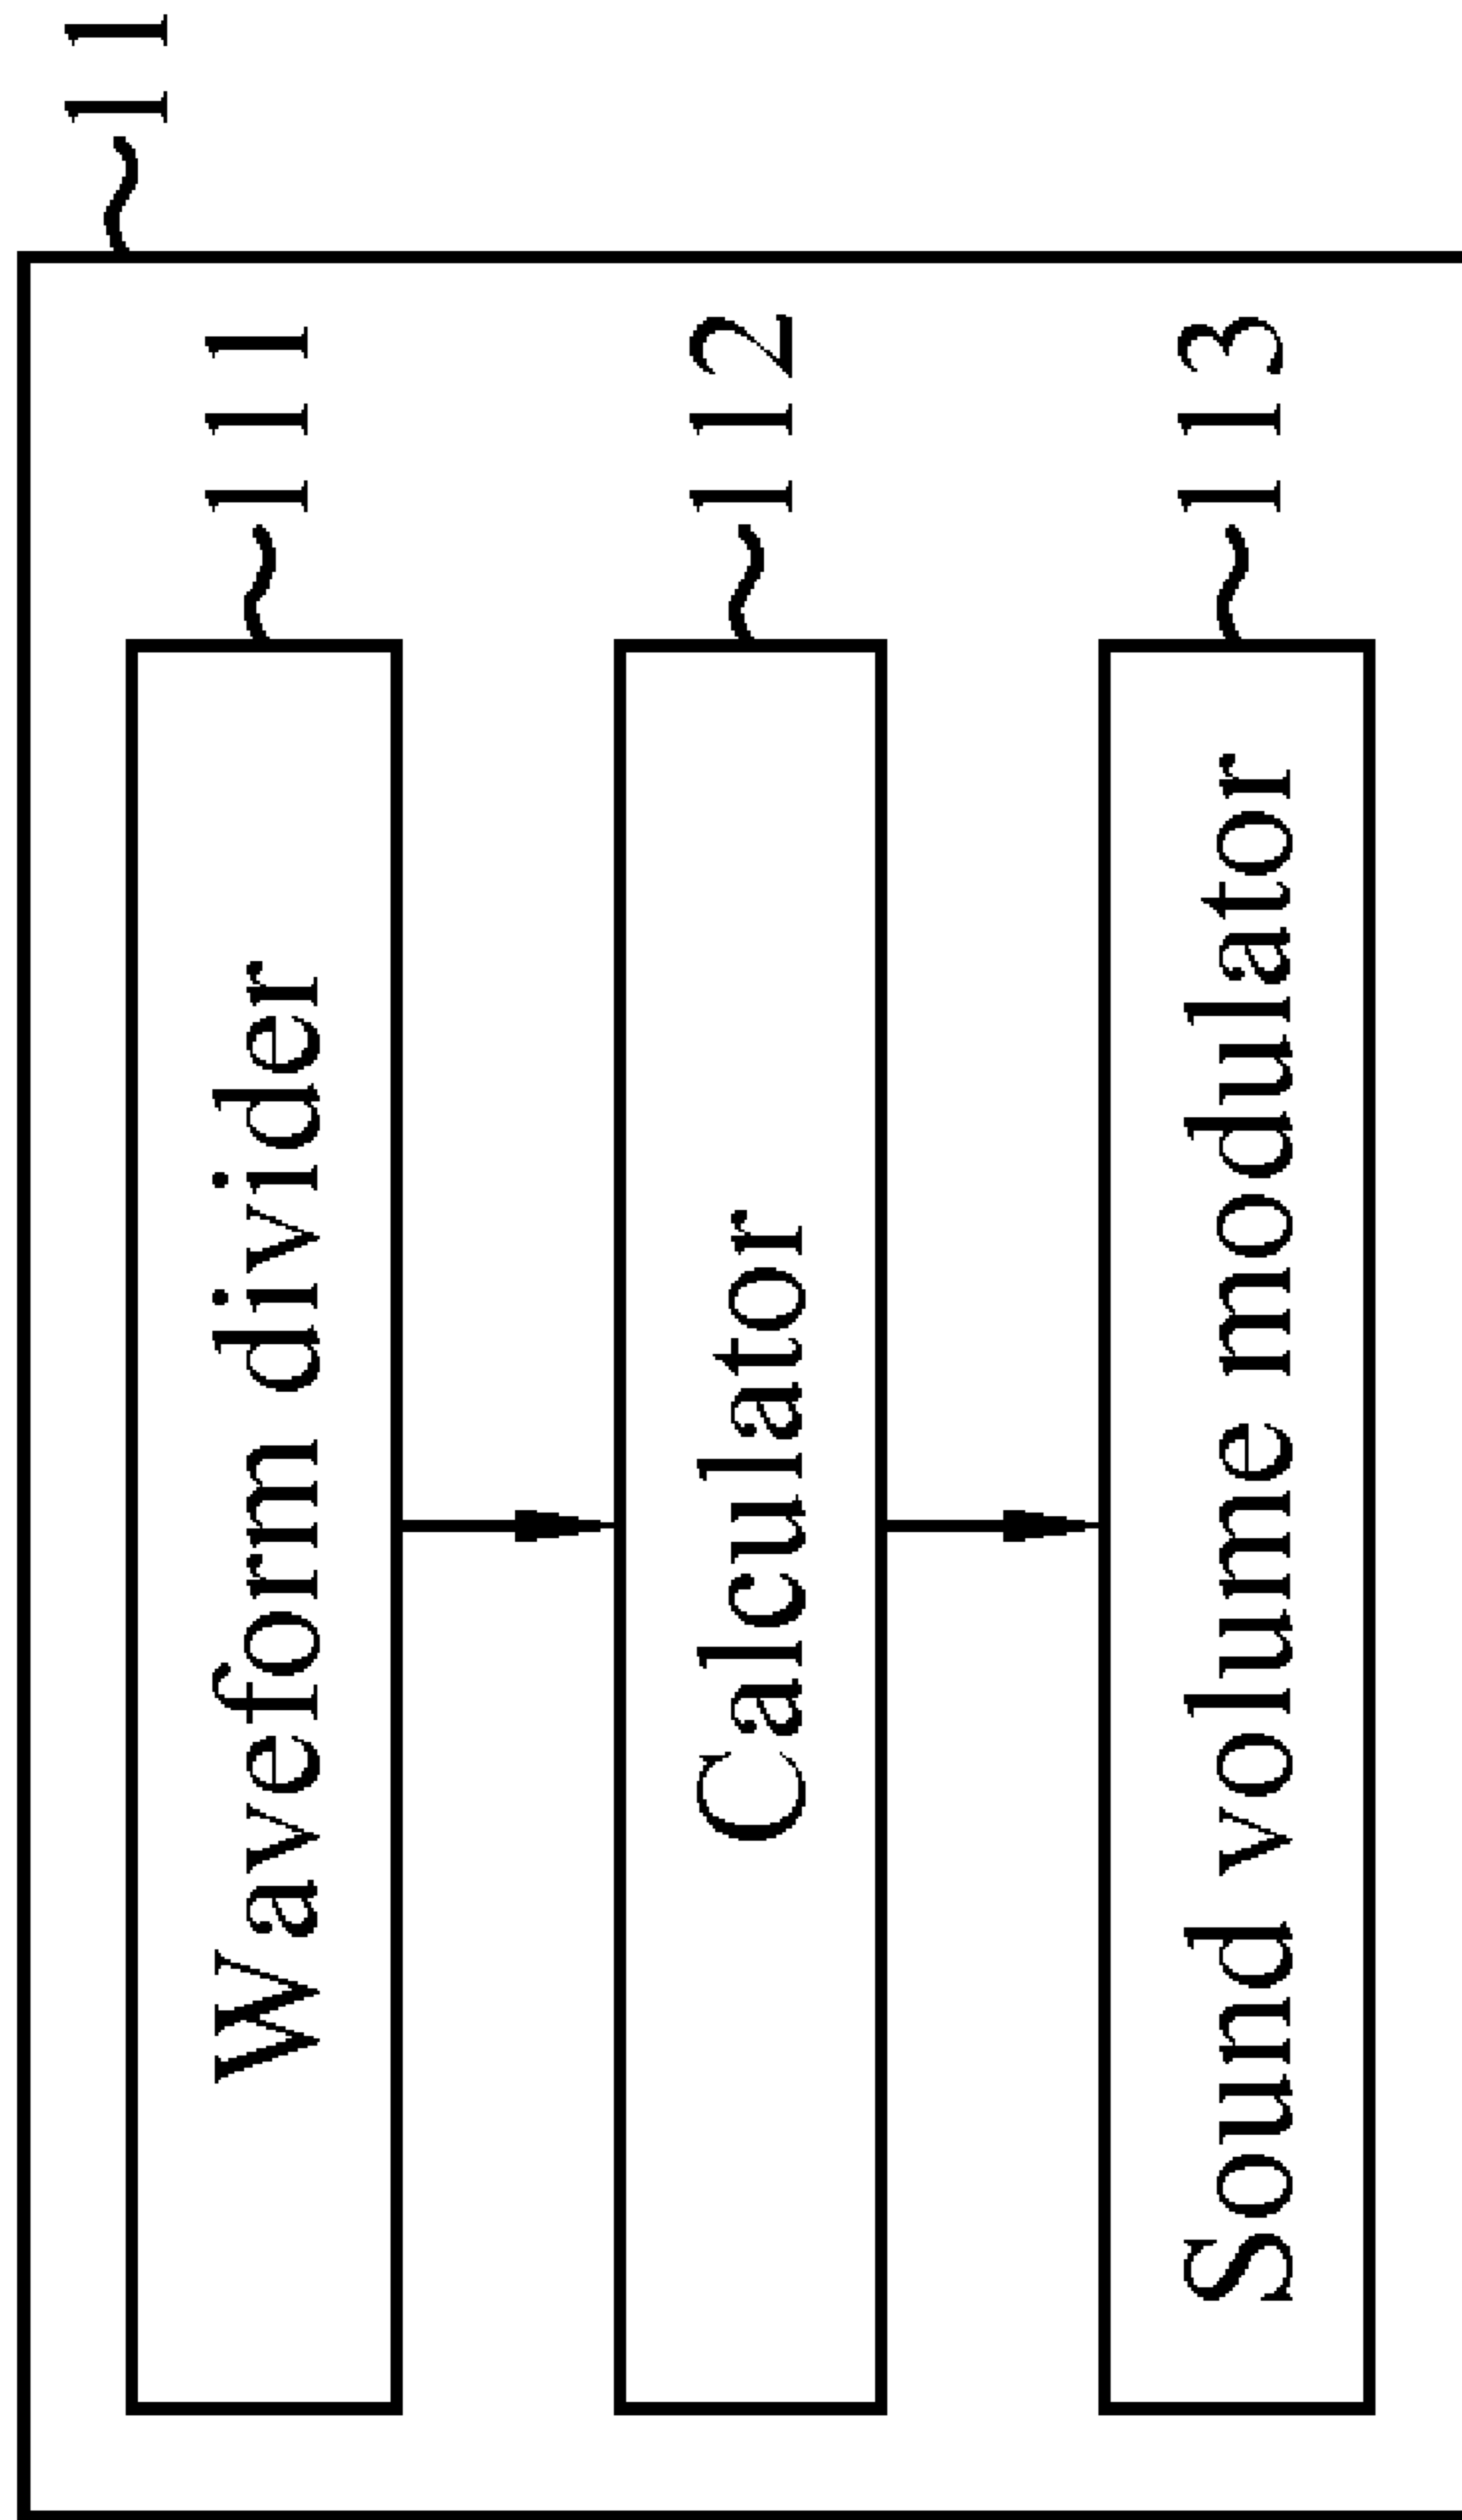 11
Waveform divider
111
Calculator
112
Sound volume modulator
113